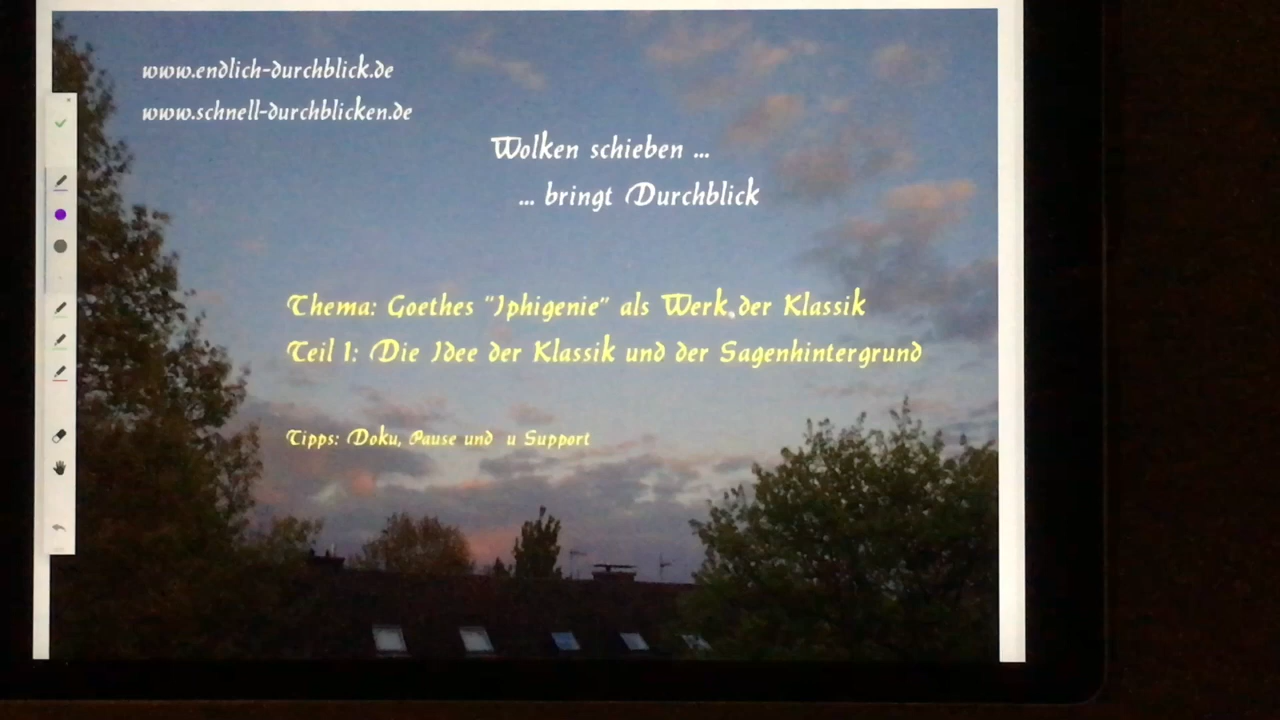 www.endlich-durchblick.de
www.schnell-durchblicken.de
Wolken schieben ...
... bringt Durchblick
Thema: Goethes "Iphigenie" als Werk der Klassik
Teil 1: Die Idee der Klassik und der Sagenhintergrund
Tipps: Doku, Pause und u Support